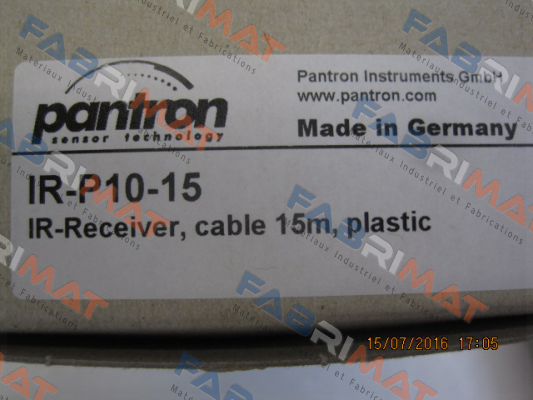 pantron
sensor technology
Pantron Instruments GmbH
www.pantron.com
Made in Germany
IR-P10-15
IR-Receiver, cable 15m, plastic
15/07/2016 17:05
FABRIMAT
Materiaux Industriel et Fabrications